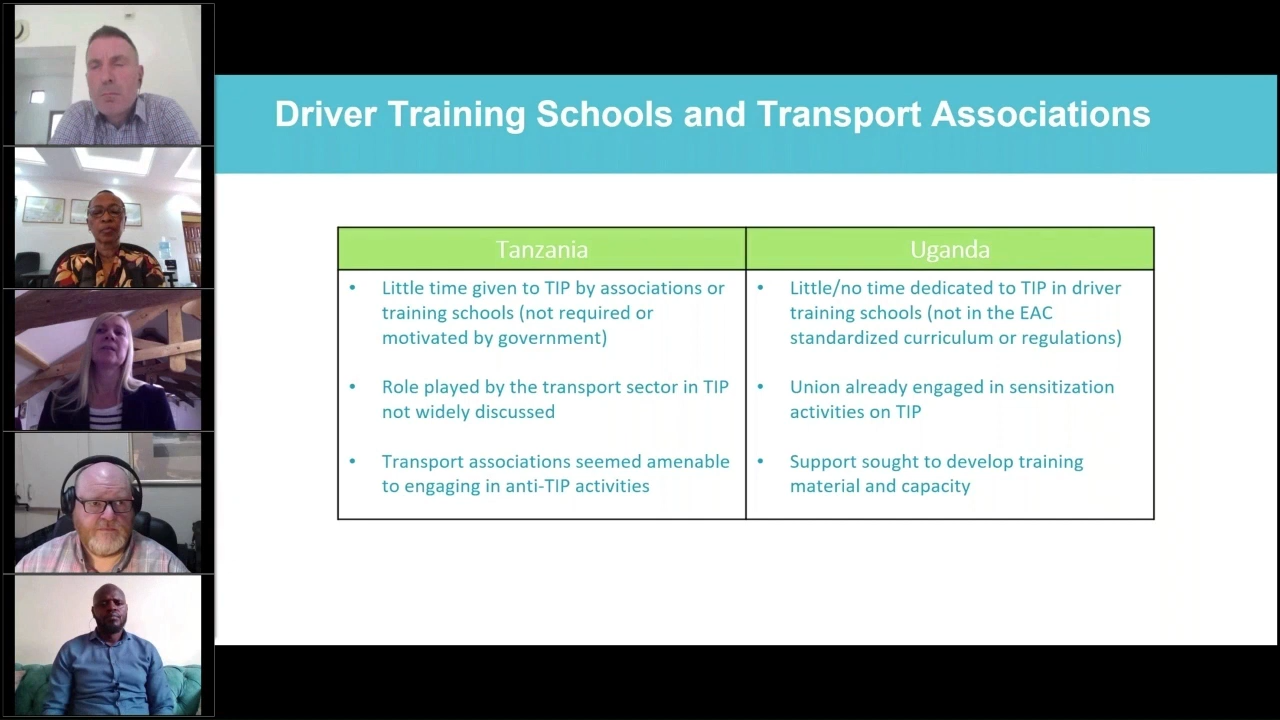 Driver Training Schools and Transport Associations
Tanzania
• Little time given to TIP by associations or
training schools (not required or
motivated by government)
• Role played by the transport sector in TIP
not widely discussed
• Transport associations seemed amenable
to engaging in anti-TIP activities
Uganda
• Little/no time dedicated to TIP in driver
training schools (not in the EAC
standardized curriculum or regulations)
• Union already engaged in sensitization
activities on TIP
• Support sought to develop training
material and capacity